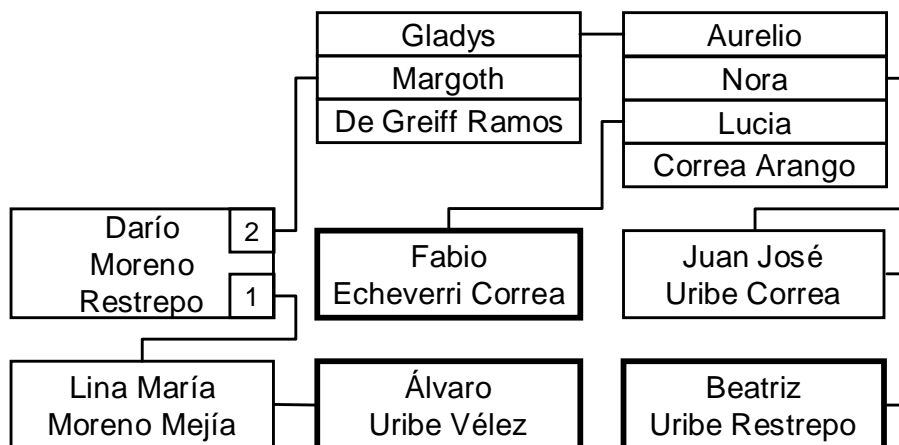 Gladys
Margoth
De Greiff Ramos
Aurelio
Nora
Lucia
Correa Arango
Darío
Moreno
Restrepo
2
1
Fabio
Echeverri Correa
Juan José
Uribe Correa
Lina María
Moreno Mejía
Álvaro
Uribe Vélez
Beatriz
Uribe Restrepo